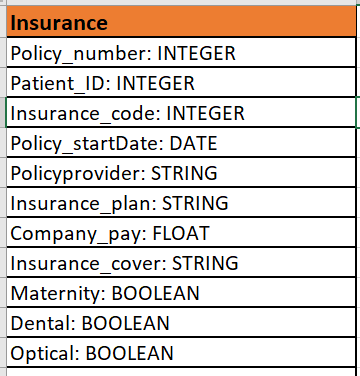 Insurance
Policy_number: INTEGER
Patient_ID: INTEGER
Insurance_code: INTEGER
Policy_startDate: DATE
Policyprovider: STRING
Insurance_plan: STRING
Company_pay: FLOAT
Insurance_cover: STRING
Maternity: BOOLEAN
Dental: BOOLEAN
Optical: BOOLEAN